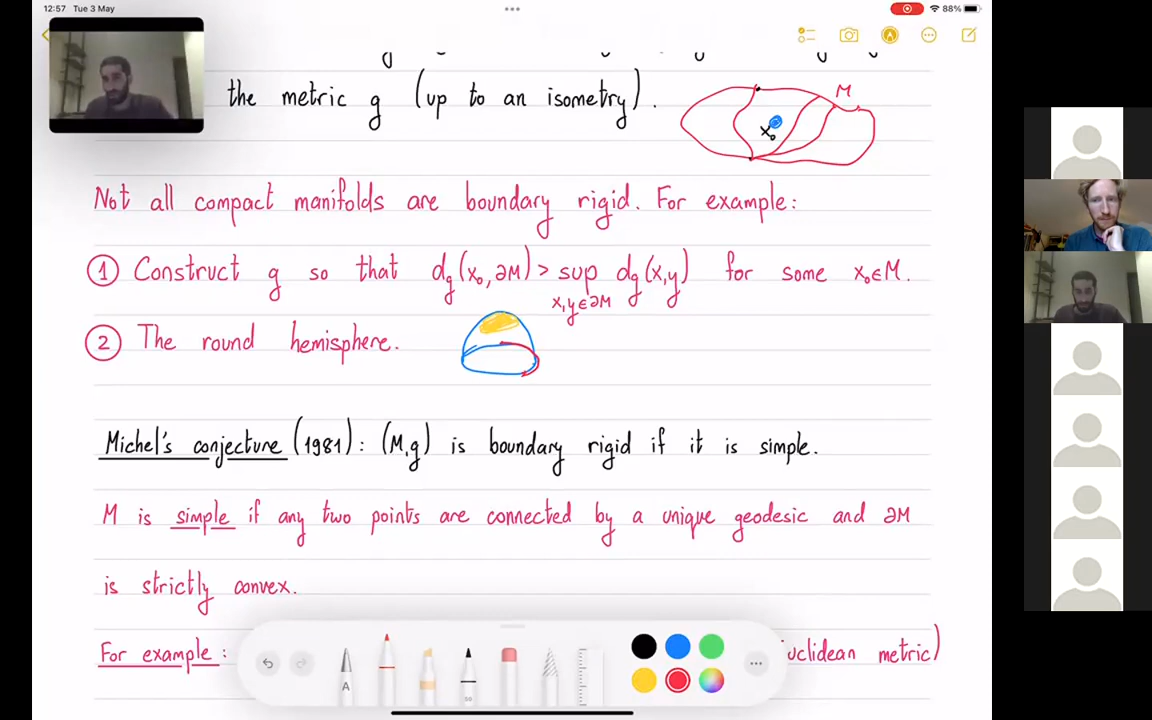 12:57 Tue 3 May
88%
the metric g (up to an isometry).
M
x₀
Not all compact manifolds are boundary rigid. For example:
① Construct g so that d_g(x₀,∂M) > sup d_g(x,y) for some x₀∈M.
x,y∈∂M
② The round hemisphere.
Michel's conjecture (1981): (M,g) is boundary rigid if it is simple.
M is simple if any two points are connected by a unique geodesic and ∂M
is strictly convex.
For example:
uclidean metric)
A
50